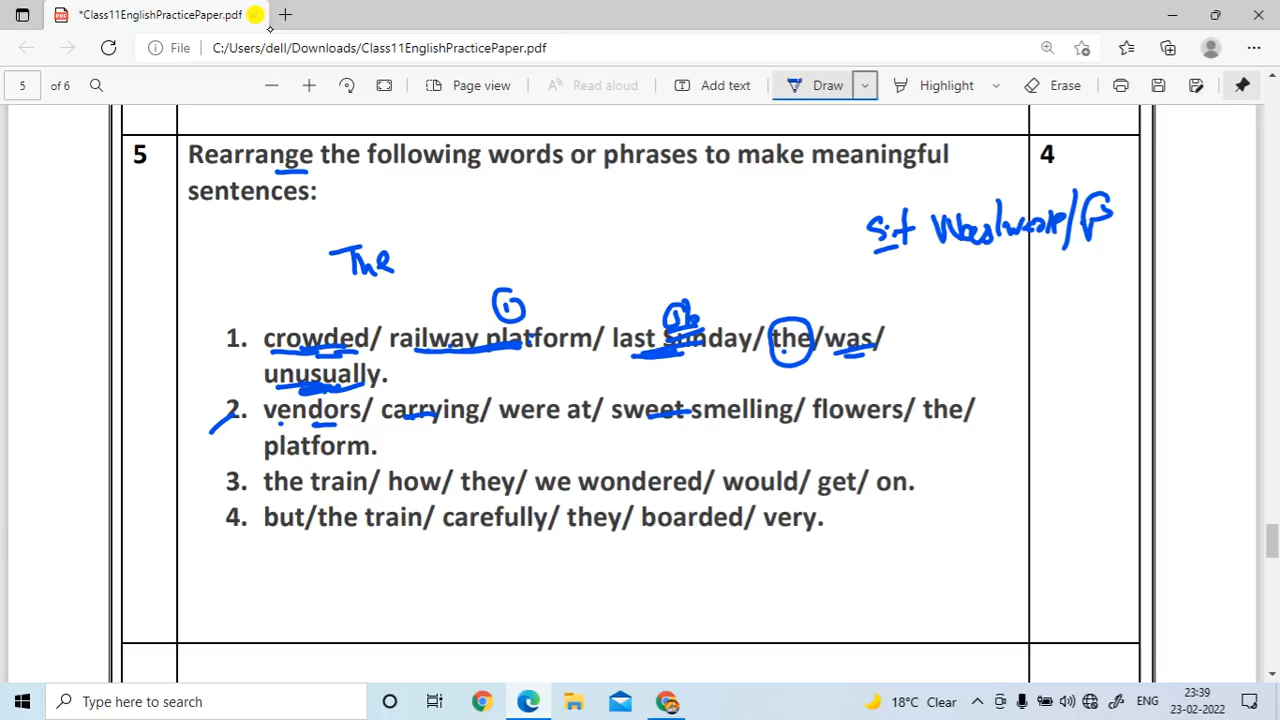 *Class11EnglishPracticePaper.pdf
File C:/Users/dell/Downloads/Class11EnglishPracticePaper.pdf
5 of 6 Page view Read aloud Add text Draw Highlight Erase
5 Rearrange the following words or phrases to make meaningful 4
sentences:
The
1. crowded/ railway platform/ last Sunday/ the/was/
unusually.
2. vendors/ carrying/ were at/ sweet smelling/ flowers/ the/
platform.
3. the train/ how/ they/ we wondered/ would/ get/ on.
4. but/the train/ carefully/ they/ boarded/ very.
Type here to search 18°C Clear ENG 23:39
23-02-2022